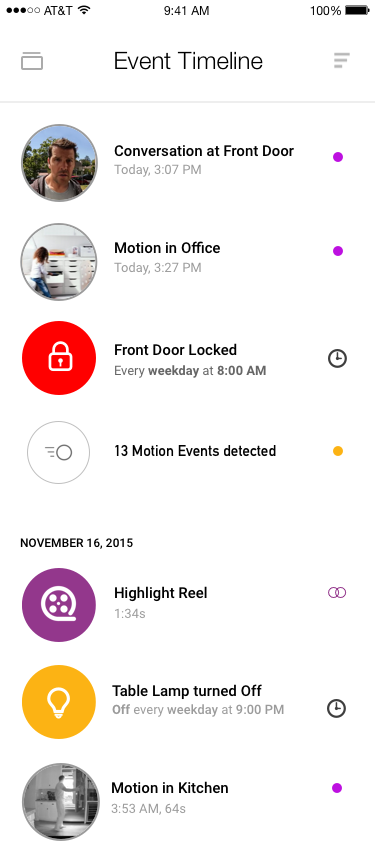 AT&T 9:41 AM 100%
Event Timeline
Conversation at Front Door
Today, 3:07 PM
Motion in Office
Today, 3:27 PM
Front Door Locked
Every weekday at 8:00 AM
13 Motion Events detected
NOVEMBER 16, 2015
Highlight Reel
1:34s
Table Lamp turned Off
Off every weekday at 9:00 PM
Motion in Kitchen
3:53 AM, 64s